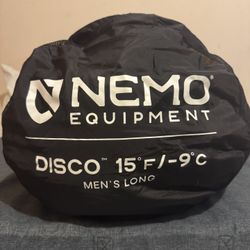 NEMO®
EQUIPMENT
DISCO™ 15°F/-9°C
MEN'S LONG